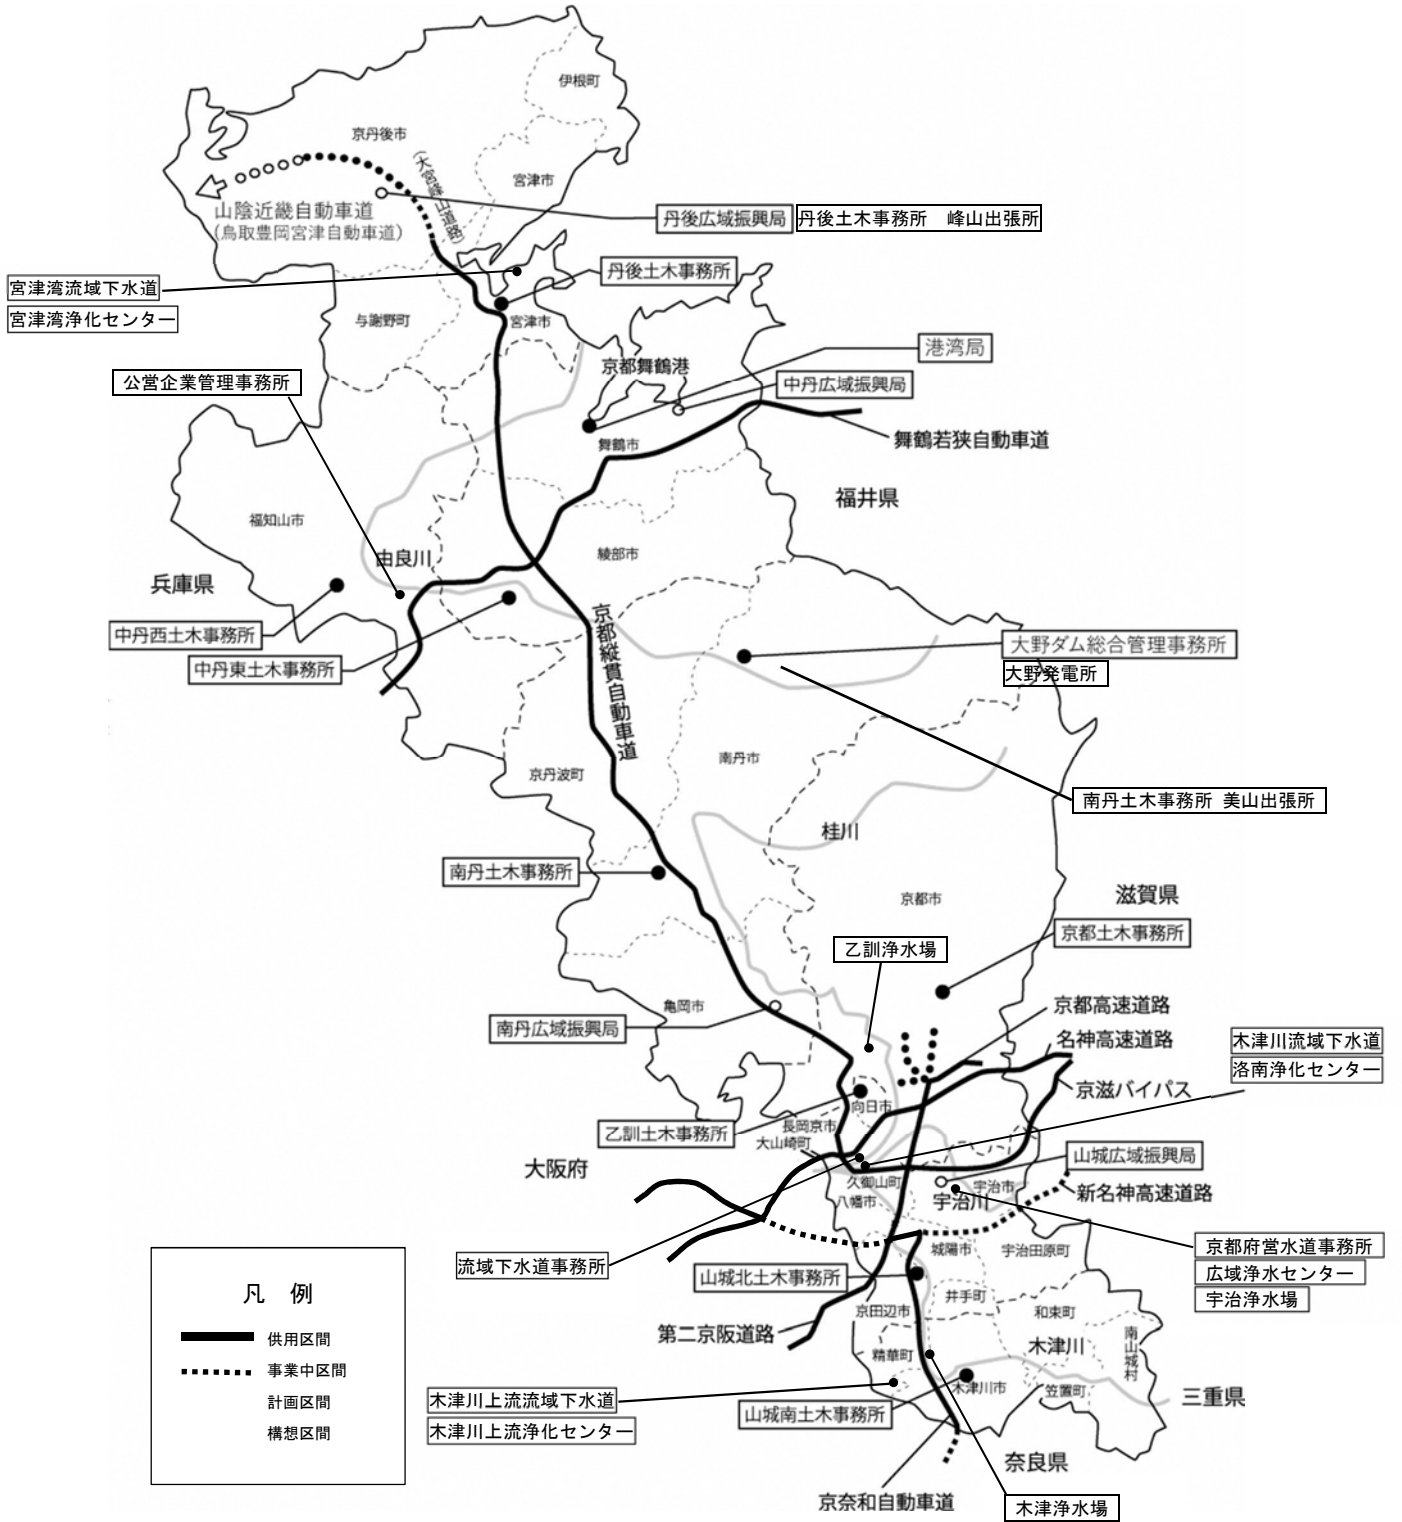 伊根町
京丹後市
(大宮峰山道路)
宮津市
山陰近畿自動車道
(鳥取豊岡宮津自動車道)
丹後広域振興局
丹後土木事務所　峰山出張所
丹後土木事務所
宮津湾流域下水道
宮津湾浄化センター
与謝野町
宮津市
港湾局
京都舞鶴港
公営企業管理事務所
中丹広域振興局
舞鶴市
舞鶴若狭自動車道
福井県
福知山市
由良川
綾部市
兵庫県
中丹西土木事務所
中丹東土木事務所
京都縦貫自動車道
大野ダム総合管理事務所
大野発電所
南丹市
京丹波町
南丹土木事務所 美山出張所
桂川
南丹土木事務所
京都市
滋賀県
京都土木事務所
乙訓浄水場
亀岡市
南丹広域振興局
京都高速道路
名神高速道路
木津川流域下水道
洛南浄化センター
京滋バイパス
向日市
長岡京市
乙訓土木事務所
大山崎町
山城広域振興局
大阪府
久御山町
宇治市
八幡市
宇治川
新名神高速道路
城陽市
宇治田原町
京都府営水道事務所
広域浄水センター
宇治浄水場
流域下水道事務所
山城北土木事務所
井手町
京田辺市
和束町
第二京阪道路
木津川
南山城村
精華町
木津川市
笠置町
三重県
木津川上流流域下水道
木津川上流浄化センター
山城南土木事務所
奈良県
京奈和自動車道
木津浄水場
凡　例
供用区間
事業中区間
計画区間
構想区間